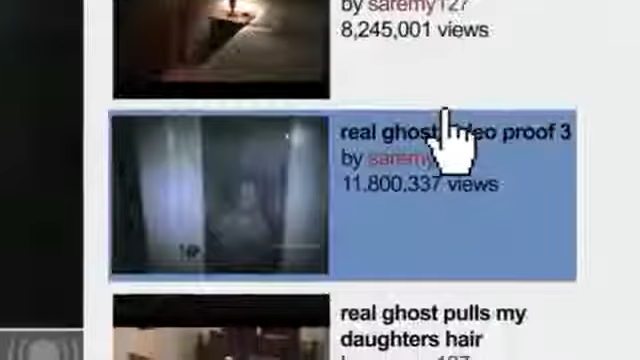 by saremy127
8,245,001 views
real ghost video proof 3
by saremy
11,800,337 views
real ghost pulls my
daughters hair